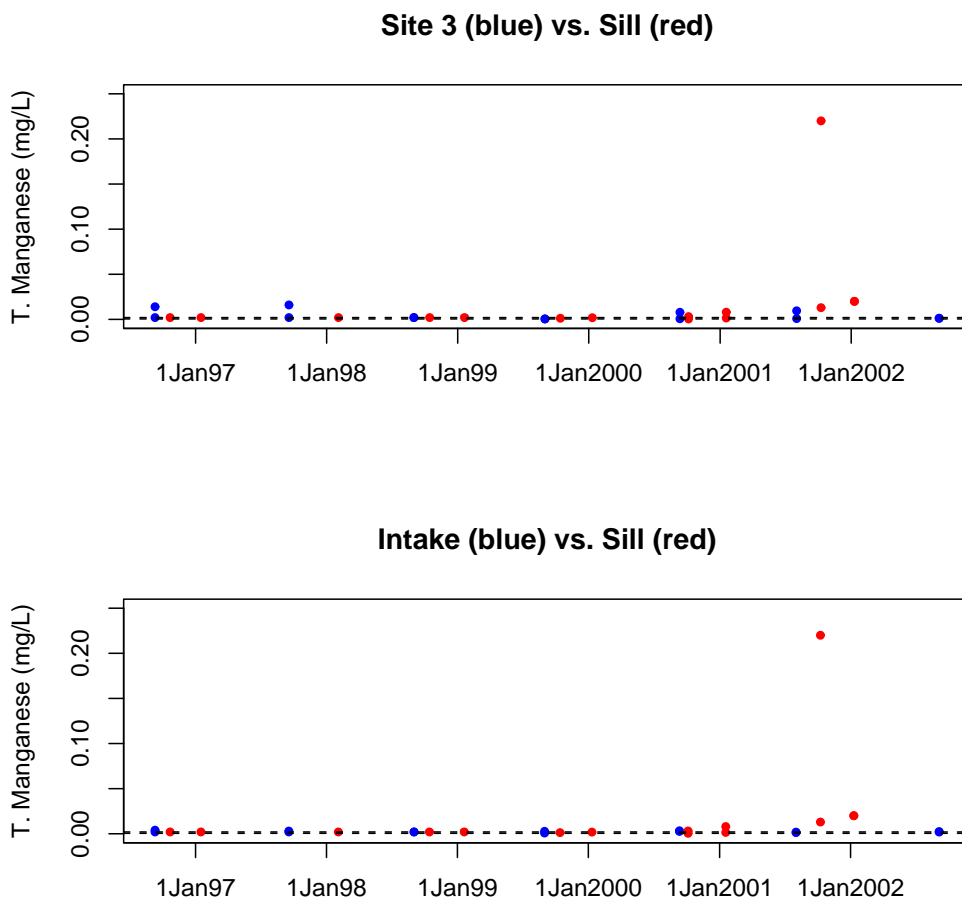 Site 3 (blue) vs. Sill (red)
T. Manganese (mg/L)
0.20
0.10
0.00
1Jan97 1Jan98 1Jan99 1Jan2000 1Jan2001 1Jan2002
Intake (blue) vs. Sill (red)
T. Manganese (mg/L)
0.20
0.10
0.00
1Jan97 1Jan98 1Jan99 1Jan2000 1Jan2001 1Jan2002